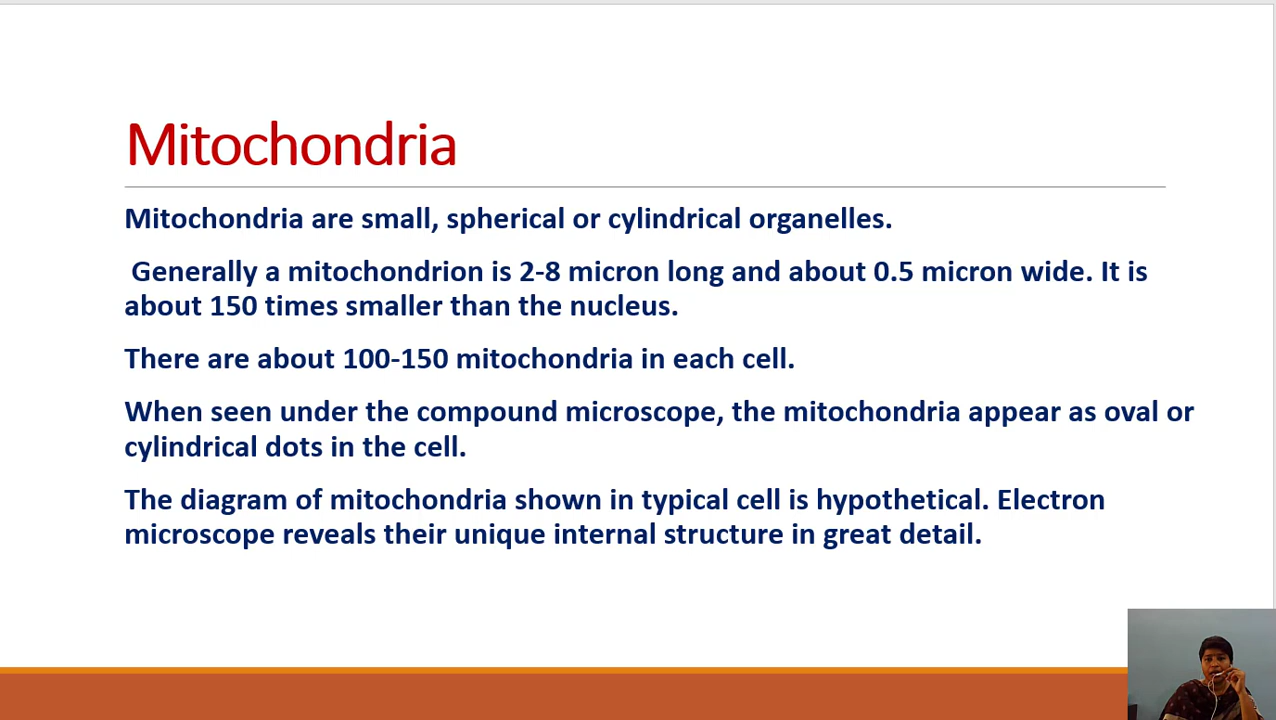 Mitochondria
Mitochondria are small, spherical or cylindrical organelles.
Generally a mitochondrion is 2-8 micron long and about 0.5 micron wide. It is
about 150 times smaller than the nucleus.
There are about 100-150 mitochondria in each cell.
When seen under the compound microscope, the mitochondria appear as oval or
cylindrical dots in the cell.
The diagram of mitochondria shown in typical cell is hypothetical. Electron
microscope reveals their unique internal structure in great detail.